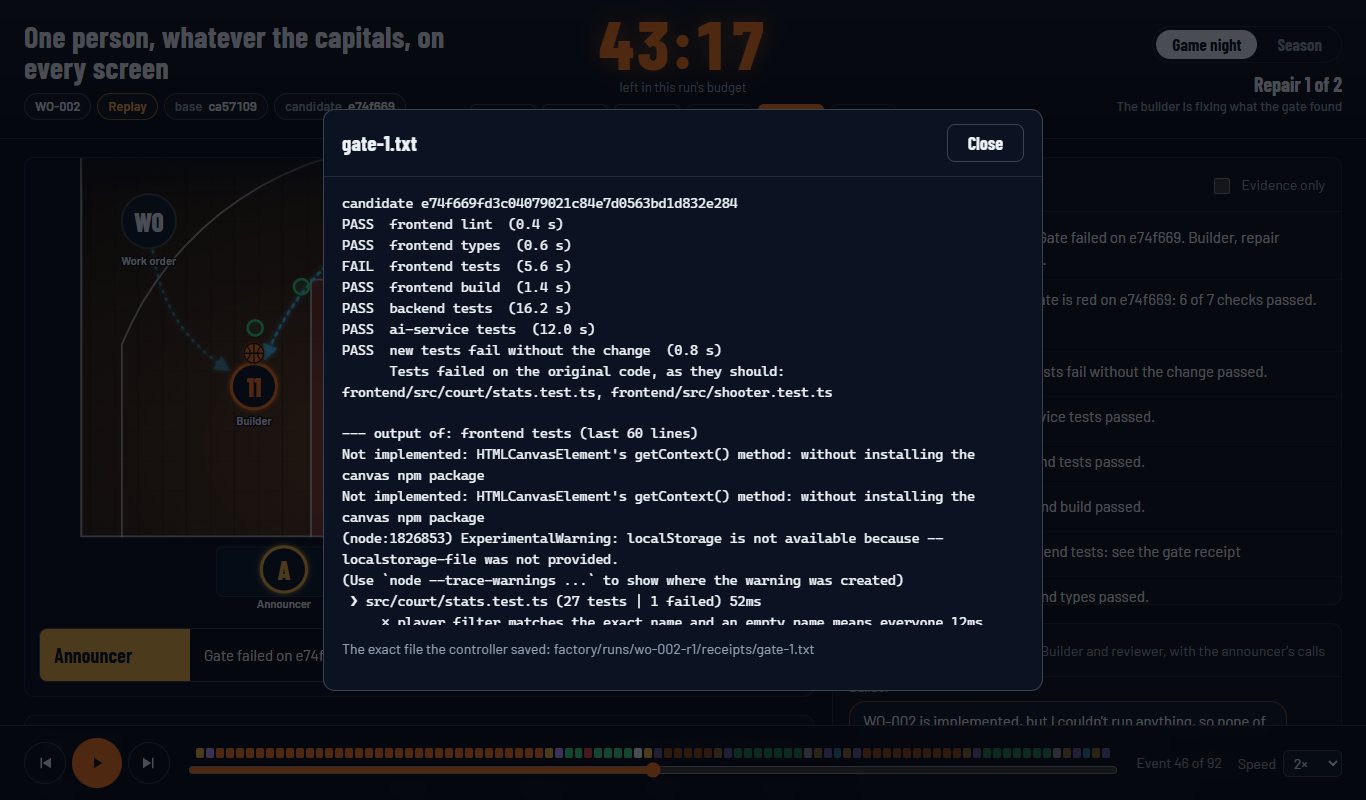 One person, whatever the capitals, on
every screen
WO-002
Replay
base ca57109
candidate e74f669
43:17
left in this run's budget
Game night
Season
Repair 1 of 2
The builder is fixing what the gate found
gate-1.txt
Close
candidate e74f669fd3c04079021c84e7d0563bd1d832e284
PASS frontend lint (0.4 s)
PASS frontend types (0.6 s)
FAIL frontend tests (5.6 s)
PASS frontend build (1.4 s)
PASS backend tests (16.2 s)
PASS ai-service tests (12.0 s)
PASS new tests fail without the change (0.8 s)
Tests failed on the original code, as they should:
frontend/src/court/stats.test.ts, frontend/src/shooter.test.ts
--- output of: frontend tests (last 60 lines)
Not implemented: HTMLCanvasElement's getContext() method: without installing the
canvas npm package
Not implemented: HTMLCanvasElement's getContext() method: without installing the
canvas npm package
(node:1826853) ExperimentalWarning: localStorage is not available because --
localstorage-file was not provided.
(Use `node --trace-warnings ...` to show where the warning was created)
❯ src/court/stats.test.ts (27 tests | 1 failed) 52ms
× player filter matches the exact name and an empty name means everyone 12ms
The exact file the controller saved: factory/runs/wo-002-r1/receipts/gate-1.txt
WO
Work order
11
Builder
A
Announcer
Announcer
Gate failed on e74f
Evidence only
Gate failed on e74f669. Builder, repair
ate is red on e74f669: 6 of 7 checks passed.
sts fail without the change passed.
vice tests passed.
nd tests passed.
nd build passed.
end tests: see the gate receipt
nd types passed.
Builder and reviewer, with the announcer's calls
WO-002 is implemented, but I couldn't run anything, so none of
Event 46 of 92
Speed
2×